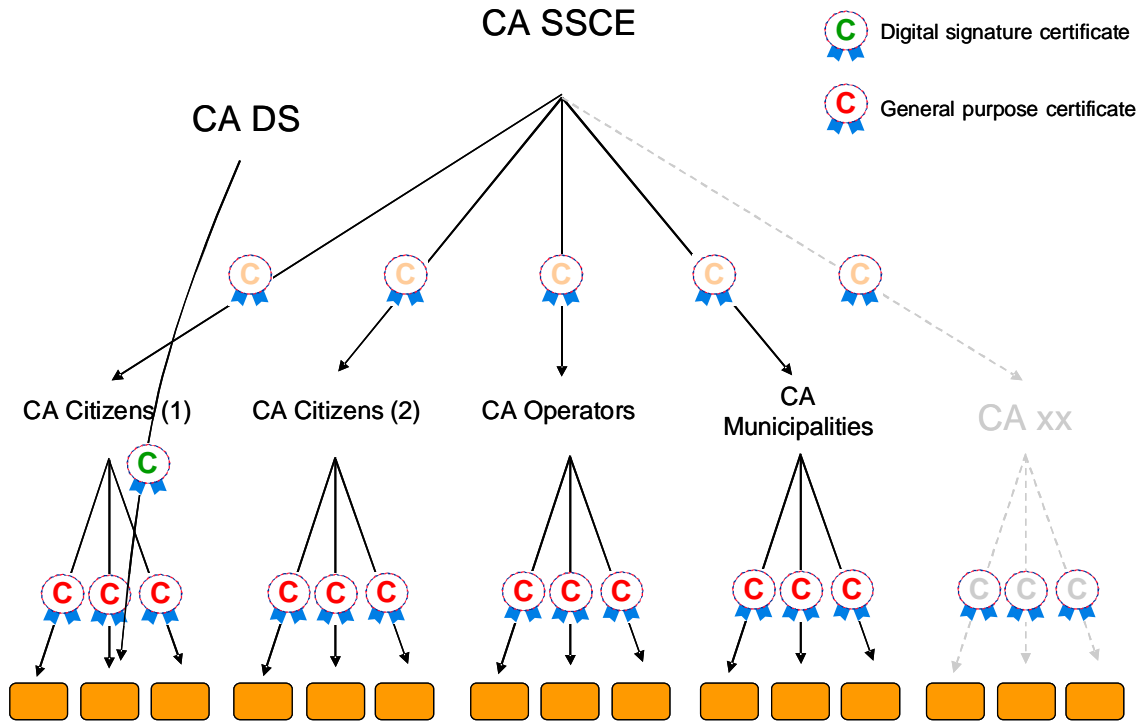 CA SSCE
C Digital signature certificate
CA DS
C General purpose certificate
C C C C C
CA Citizens (1)
CA Citizens (2)
CA Operators
CA
Municipalities
CA xx
C
C C C C C C C C C C C C C C C